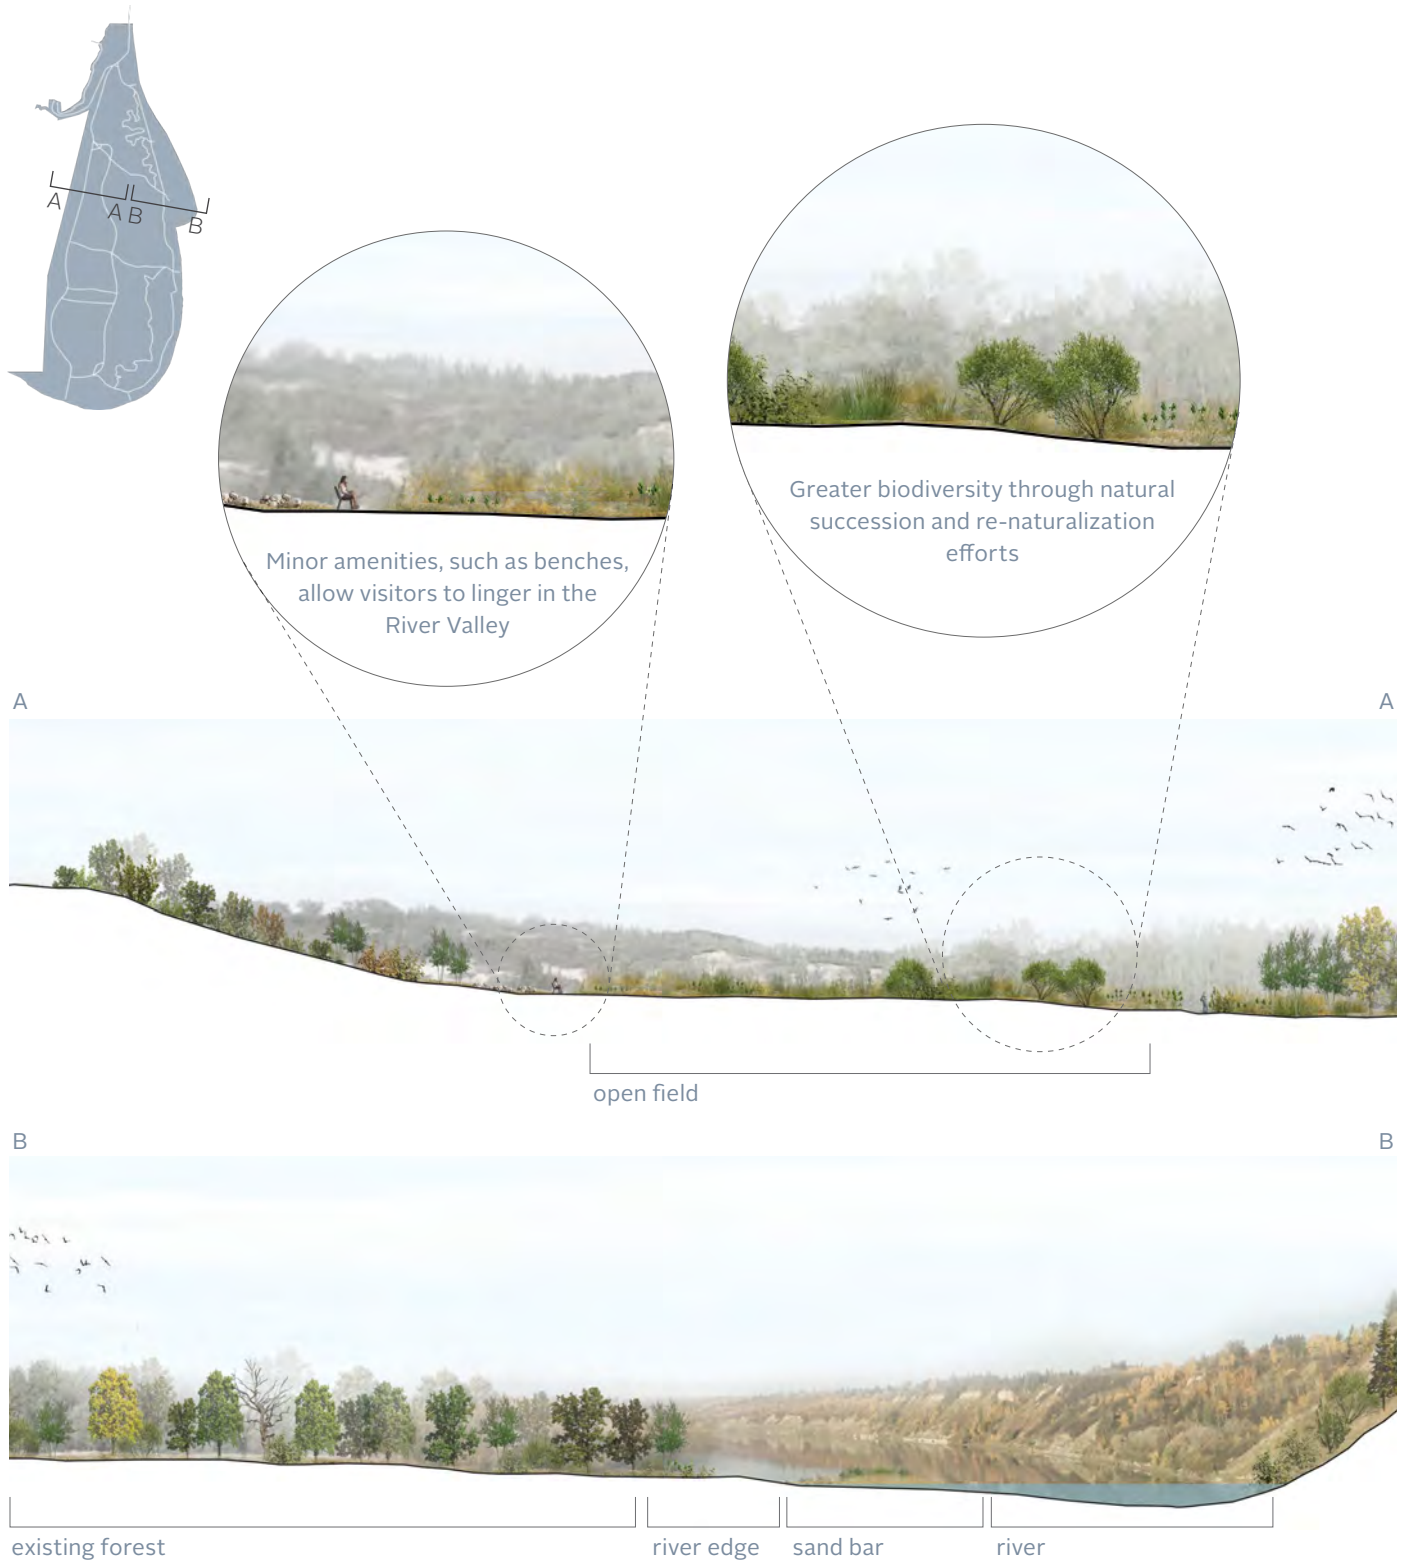 A
A B
B
Greater biodiversity through natural
succession and re-naturalization
efforts
Minor amenities, such as benches,
allow visitors to linger in the
River Valley
A
A
open field
B
B
existing forest
river edge
sand bar
river